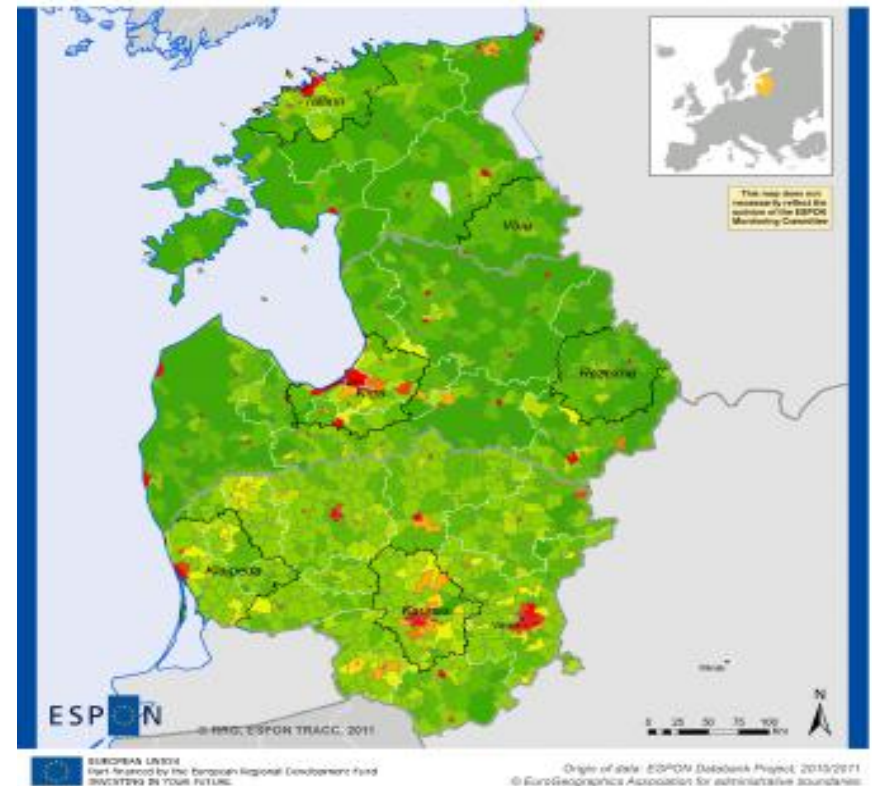 This map does not
necessarily reflect the
opinion of the ESPON
Monitoring Committee
Tallinn
Võru
Rezekne
Riga
Klaipeda
Kaunas
Vilnius
Minsk
N
0 25 50 75 100
Km
ESPON
© RRG, ESPON TRACC, 2011
EUROPEAN UNION
Part-financed by the European Regional Development Fund
INVESTING IN YOUR FUTURE
Origin of data: ESPON Databank Project, 2010/2011
© EuroGeographics Association for administrative boundaries